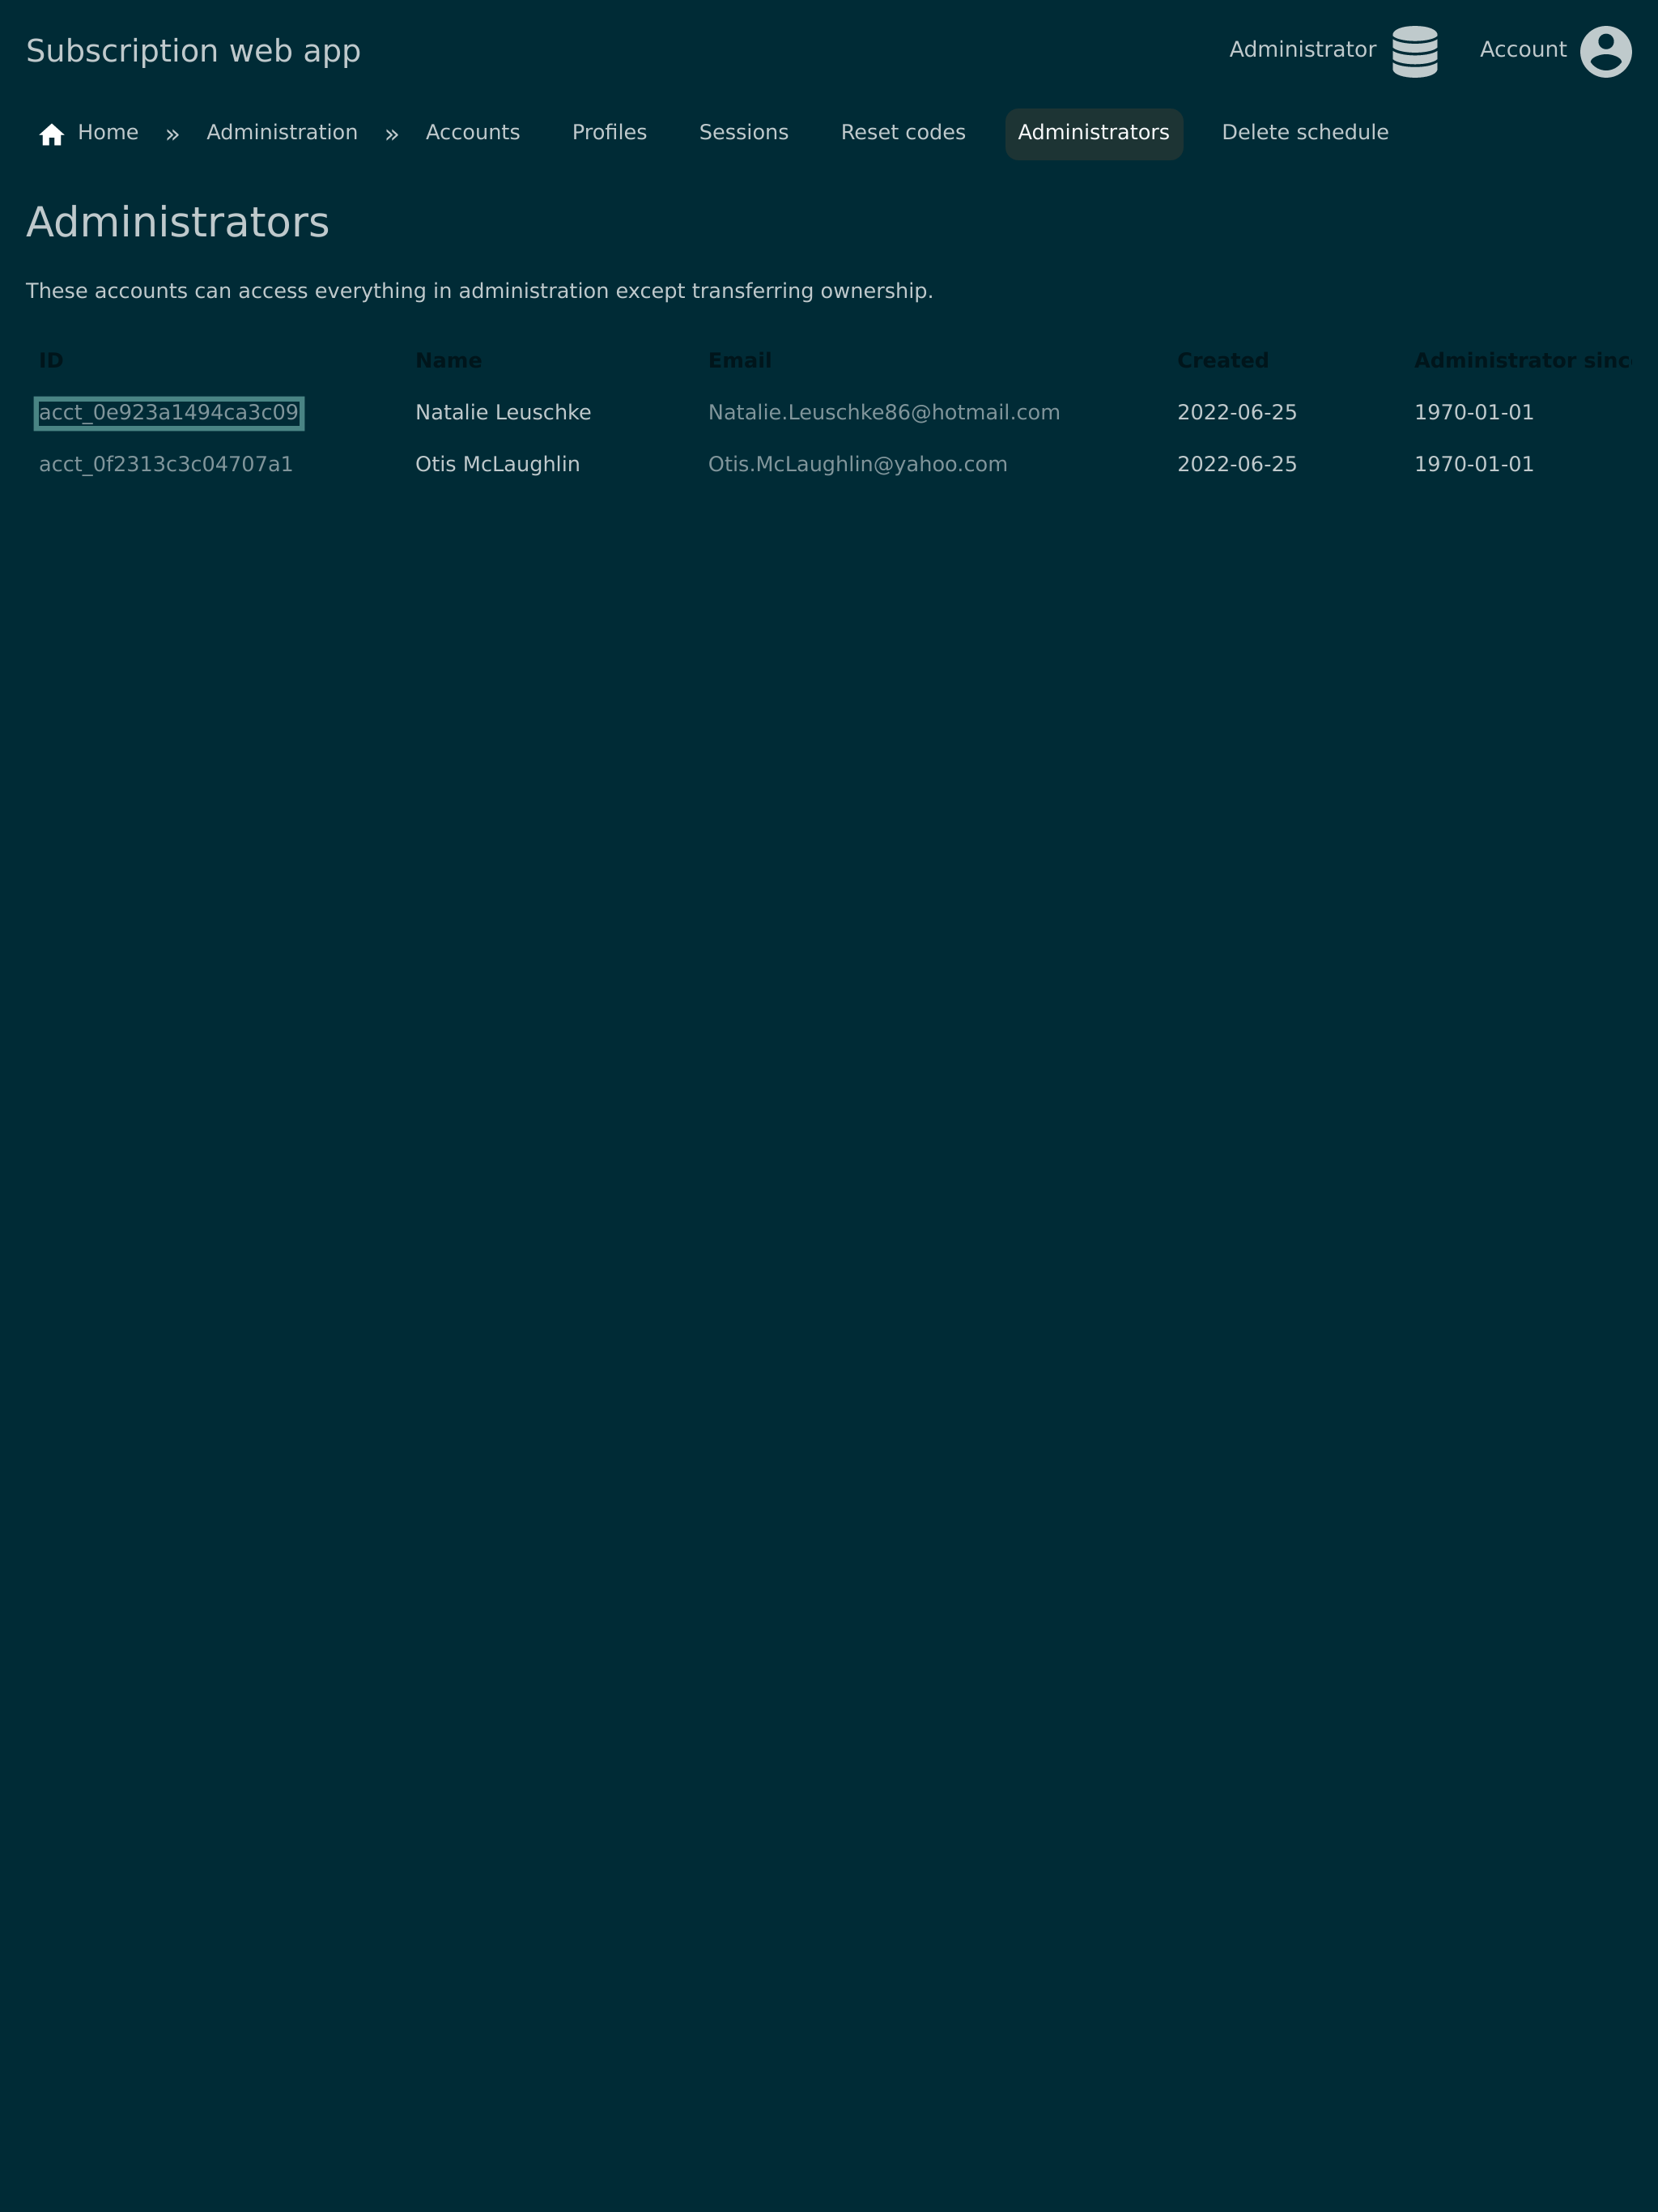 Subscription web app Administrator Account
Home » Administration » Accounts Profiles Sessions Reset codes Administrators Delete schedule
Administrators
These accounts can access everything in administration except transferring ownership.
ID Name Email Created Administrator sinc
acct_0e923a1494ca3c09 Natalie Leuschke Natalie.Leuschke86@hotmail.com 2022-06-25 1970-01-01
acct_0f2313c3c04707a1 Otis McLaughlin Otis.McLaughlin@yahoo.com 2022-06-25 1970-01-01